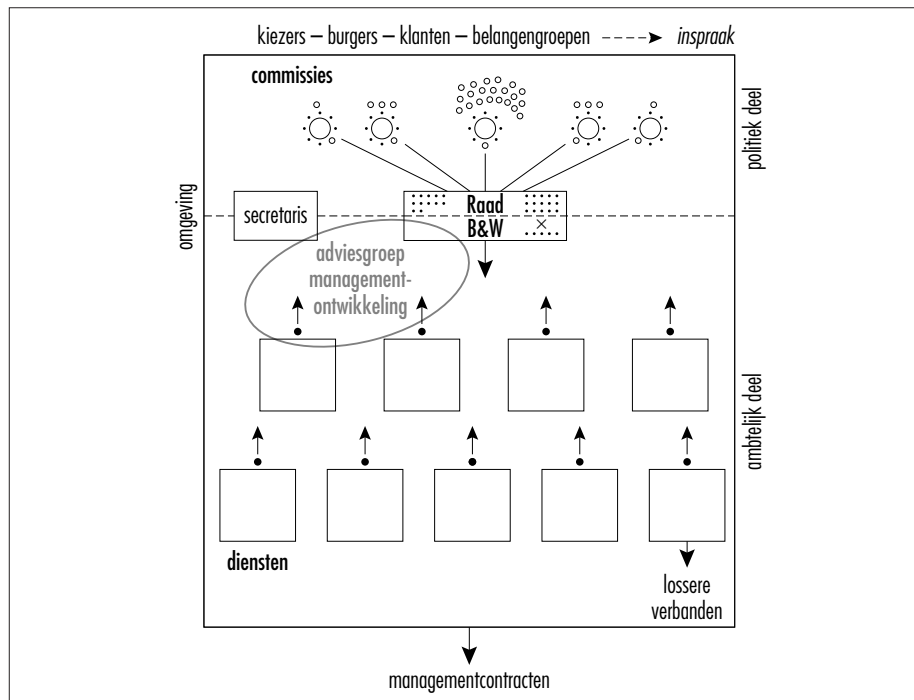 kiezers – burgers – klanten – belangengroepen inspraak
commissies
politiek deel
omgeving
secretaris
Raad
B&W
adviesgroep
management-
ontwikkeling
ambtelijk deel
diensten
lossere
verbanden
managementcontracten